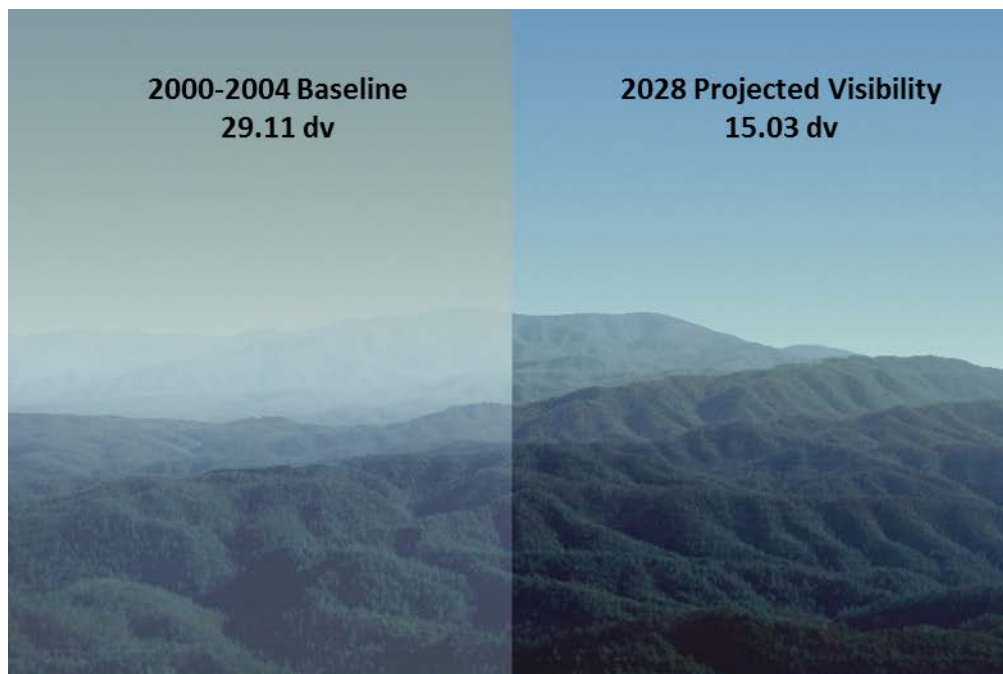 2000-2004 Baseline
29.11 dv
2028 Projected Visibility
15.03 dv